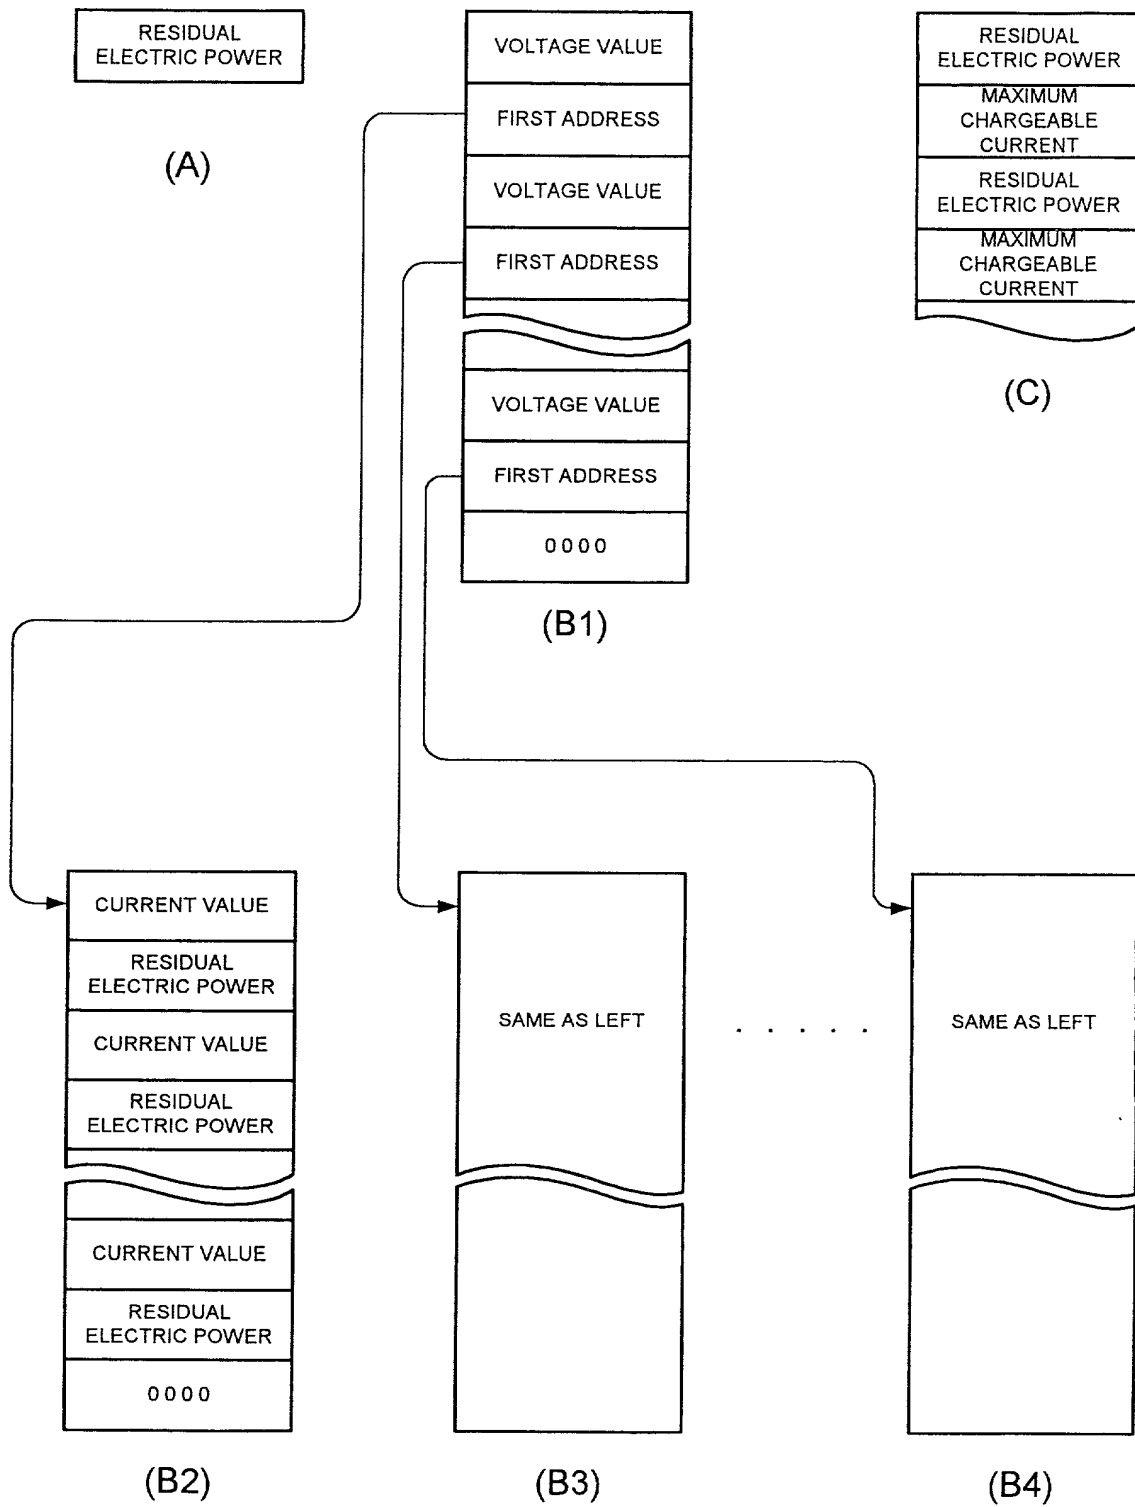 RESIDUAL
ELECTRIC POWER
(A)
VOLTAGE VALUE
FIRST ADDRESS
VOLTAGE VALUE
FIRST ADDRESS
VOLTAGE VALUE
FIRST ADDRESS
0000
(B1)
RESIDUAL
ELECTRIC POWER
MAXIMUM
CHARGEABLE
CURRENT
RESIDUAL
ELECTRIC POWER
MAXIMUM
CHARGEABLE
CURRENT
(C)
CURRENT VALUE
RESIDUAL
ELECTRIC POWER
CURRENT VALUE
RESIDUAL
ELECTRIC POWER
CURRENT VALUE
RESIDUAL
ELECTRIC POWER
0000
(B2)
SAME AS LEFT
(B3)
. . . . .
SAME AS LEFT
(B4)